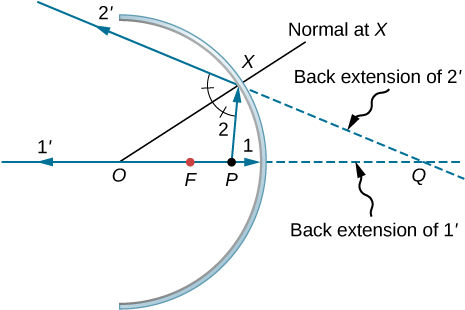 2′
X
Normal at X
Back extension of 2′
2
1′
1
O
F
P
Q
Back extension of 1′